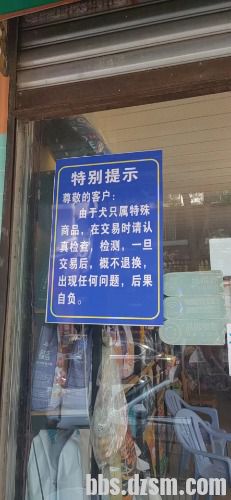 特别提示
尊敬的客户：
由于犬只属特殊
商品，在交易时请认
真检查，检测，一旦
交易后，概不退换，
出现任何问题，后果
自负。
bbs.dzsm.com